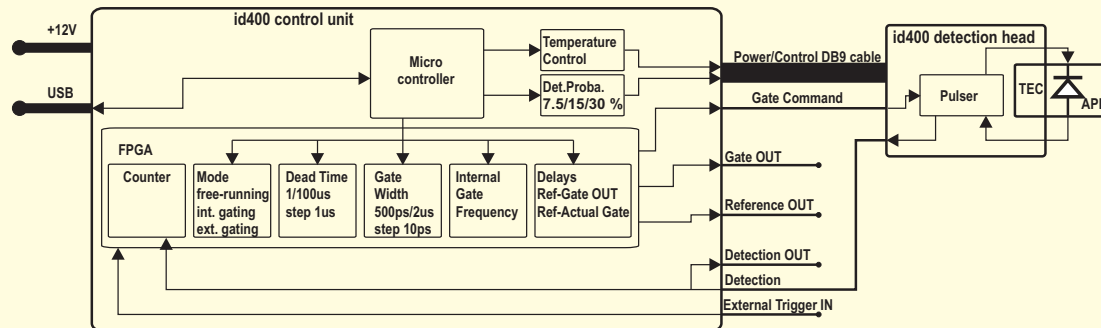 id400 control unit
+12V
USB
Micro
controller
Temperature
Control
Det.Proba.
7.5/15/30 %
Power/Control DB9 cable
id400 detection head
Pulser
TEC
Gate Command
Gate OUT
Reference OUT
Detection OUT
Detection
External Trigger IN
FPGA
Counter
Mode
free-running
int. gating
ext. gating
Dead Time
1/100us
step 1us
Gate
Width
500ps/2us
step 10ps
Internal
Gate
Frequency
Delays
Ref-Gate OUT
Ref-Actual Gate